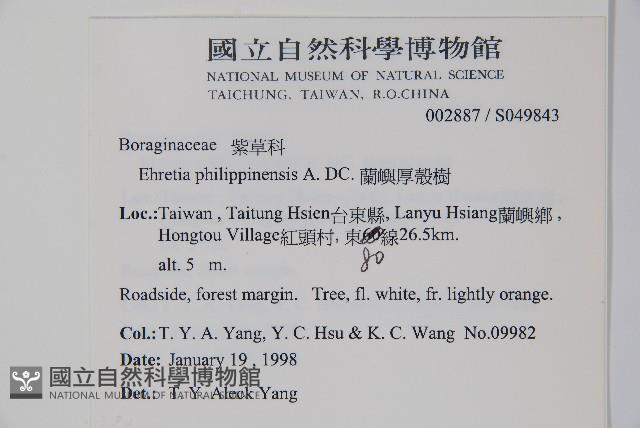 國立自然科學博物館
NATIONAL MUSEUM OF NATURAL SCIENCE
TAICHUNG, TAIWAN, R.O.CHINA
002887 / S049843
Boraginaceae 紫草科
Ehretia philippinensis A. DC. 蘭嶼厚殼樹
Loc.:Taiwan , Taitung Hsien台東縣, Lanyu Hsiang蘭嶼鄉 ,
Hongtou Village紅頭村, 東線26.5km.
80
alt. 5 m.
Roadside, forest margin. Tree, fl. white, fr. lightly orange.
Col.: T. Y. A. Yang, Y. C. Hsu & K. C. Wang No.09982
Date: January 19 , 1998
Det.: T. Y. Aleck Yang
國立自然科學博物館
NATIONAL MUSEUM OF NATURAL SCIENCE